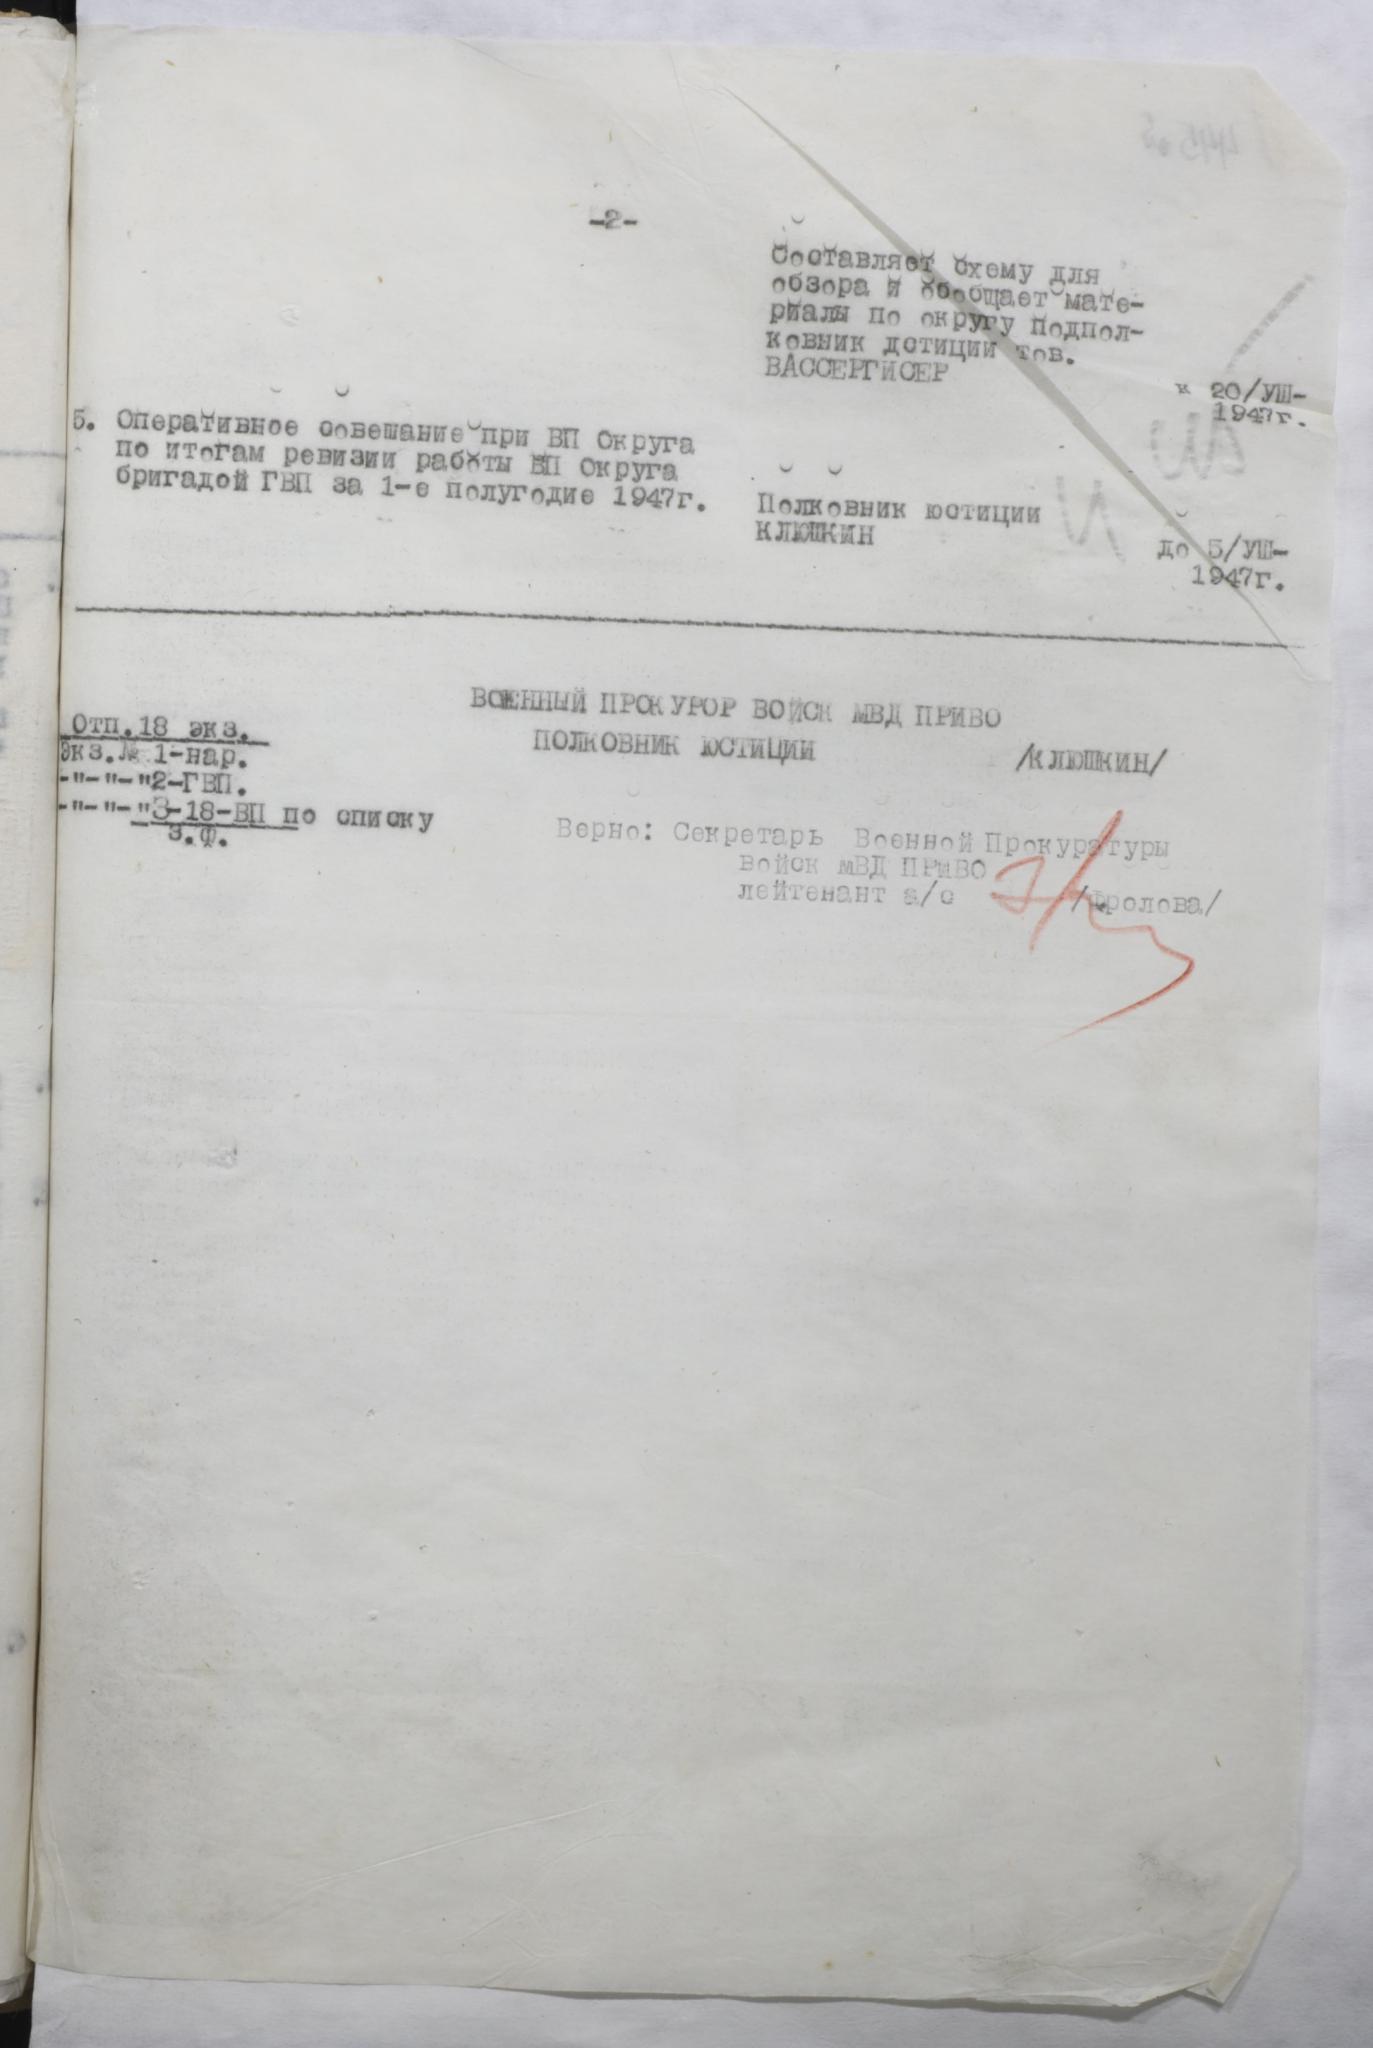 -2-
Составляет схему для
обзора и обобщает мате-
риалы по округу подпол-
ковник дстиции тов.
ВАССЕРГИСЕР
к 20/УШ-
1947г.
5. Оперативное совещание при ВП Округа
по итогам ревизии работы ВП Округа
бригадой ГВП за 1-е полугодие 1947г.
Полковник юстиции
КЛЮШКИН
до 5/УШ-
1947г.
ВОЕННЫЙ ПРОКУРОР ВОЙСК МВД ПРИВО
ПОЛКОВНИК ЮСТИЦИИ /КЛЮШКИН/
Отп.18 экз.
Экз.№ 1-нар.
-"-"-"2-ГВП.
-"-"-"3-18-ВП по списку
З.Ф.
Верно: Секретарь Военной Прокуратуры
войск МВД ПРИВО
лейтенант а/с /Фролова/